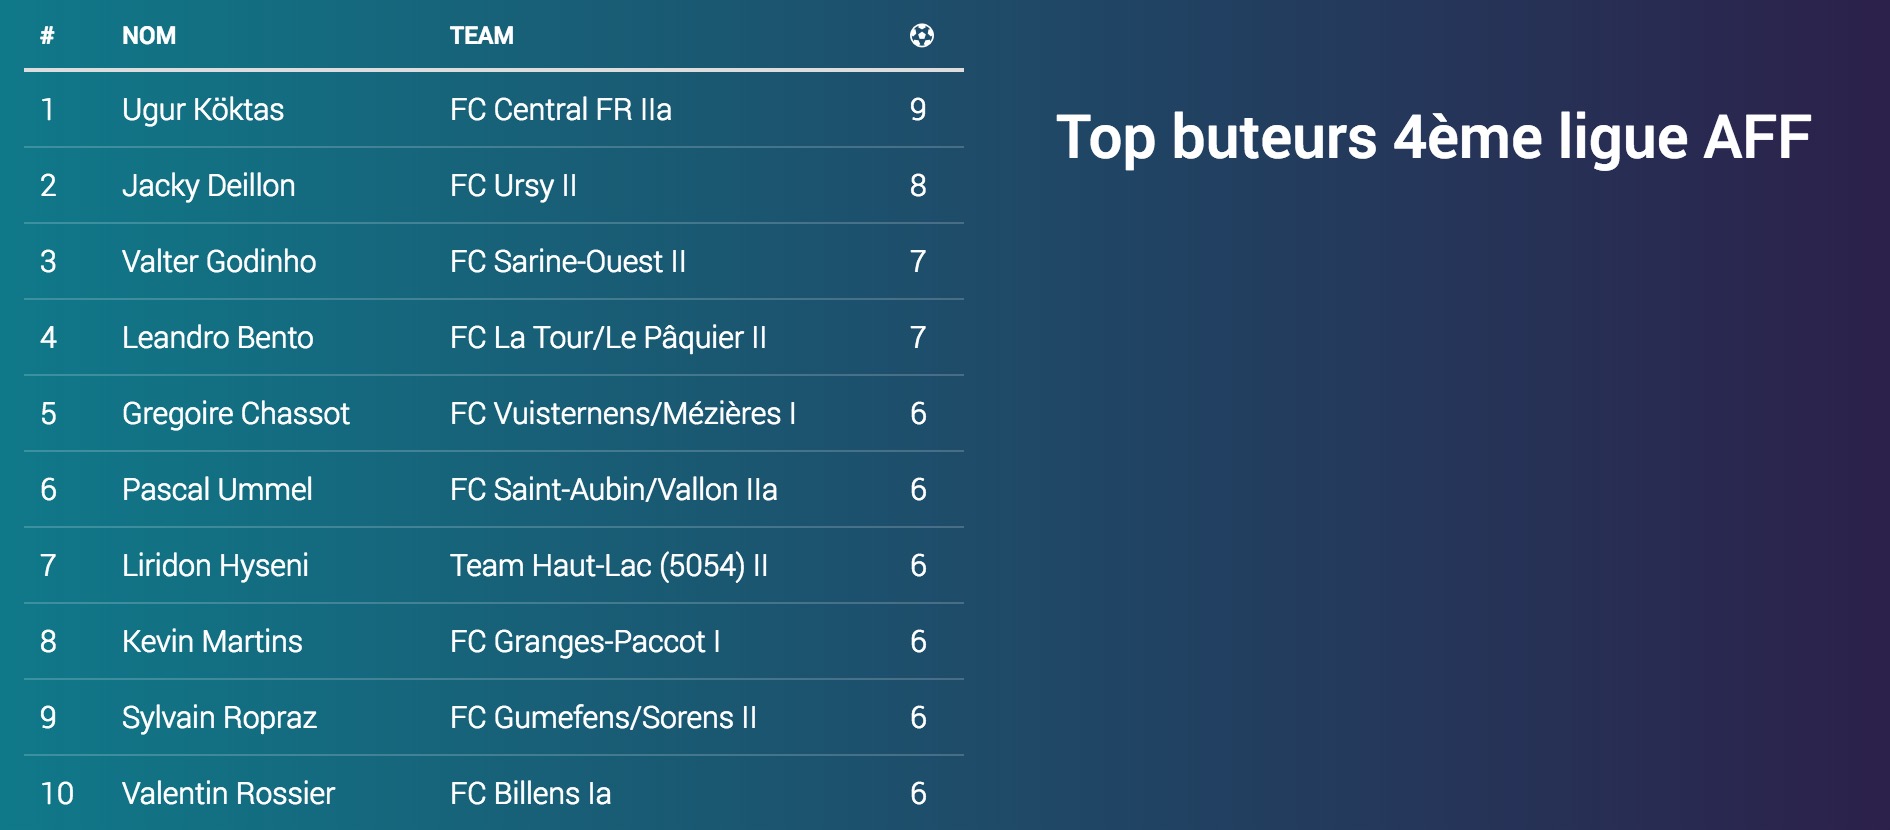 # NOM TEAM
1 Ugur Köktas FC Central FR IIa 9
2 Jacky Deillon FC Ursy II 8
3 Valter Godinho FC Sarine-Ouest II 7
4 Leandro Bento FC La Tour/Le Pâquier II 7
5 Gregoire Chassot FC Vuisternens/Mézières I 6
6 Pascal Ummel FC Saint-Aubin/Vallon IIa 6
7 Liridon Hyseni Team Haut-Lac (5054) II 6
8 Kevin Martins FC Granges-Paccot I 6
9 Sylvain Ropraz FC Gumefens/Sorens II 6
10 Valentin Rossier FC Billens Ia 6
Top buteurs 4ème ligue AFF